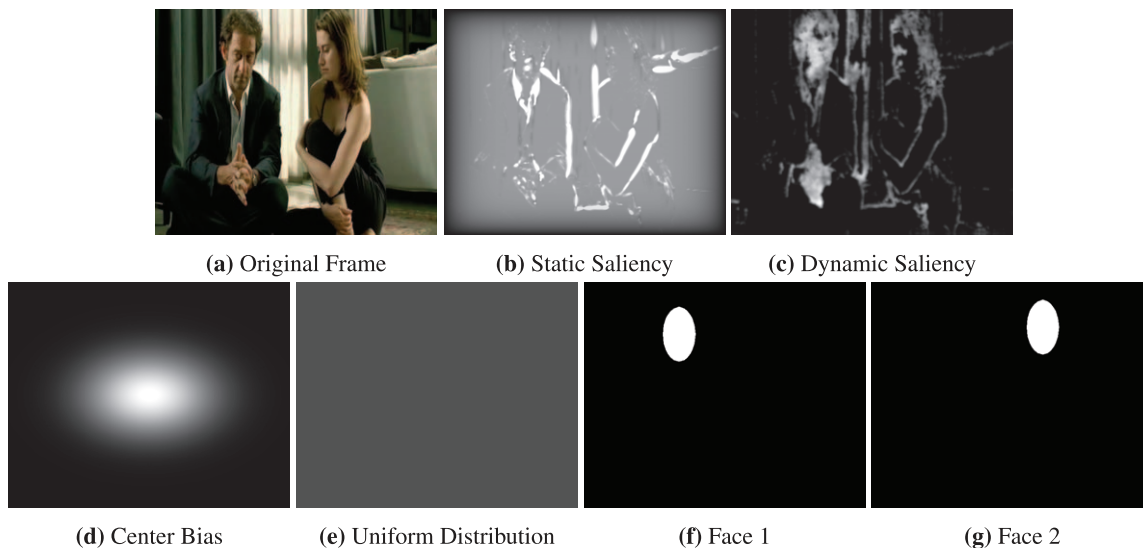 (a) Original Frame
(b) Static Saliency
(c) Dynamic Saliency
(d) Center Bias
(e) Uniform Distribution
(f) Face 1
(g) Face 2